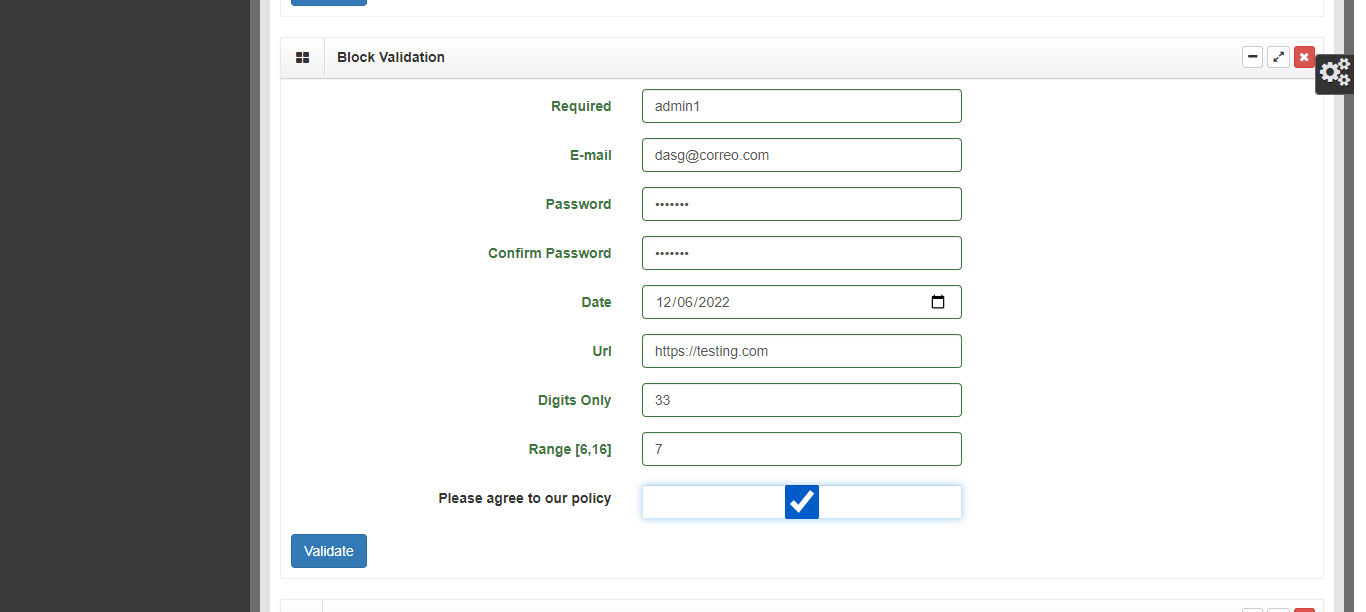 Block Validation
Required admin1
E-mail dasg@correo.com
Password •••••••
Confirm Password •••••••
Date 12/06/2022
Url https://testing.com
Digits Only 33
Range [6,16] 7
Please agree to our policy
Validate